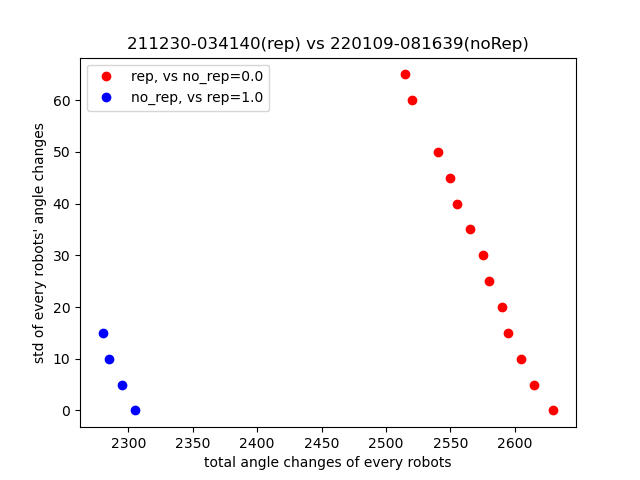 211230-034140(rep) vs 220109-081639(noRep)
rep, vs no_rep=0.0
no_rep, vs rep=1.0
std of every robots' angle changes
60
50
40
30
20
10
0
2300 2350 2400 2450 2500 2550 2600
total angle changes of every robots